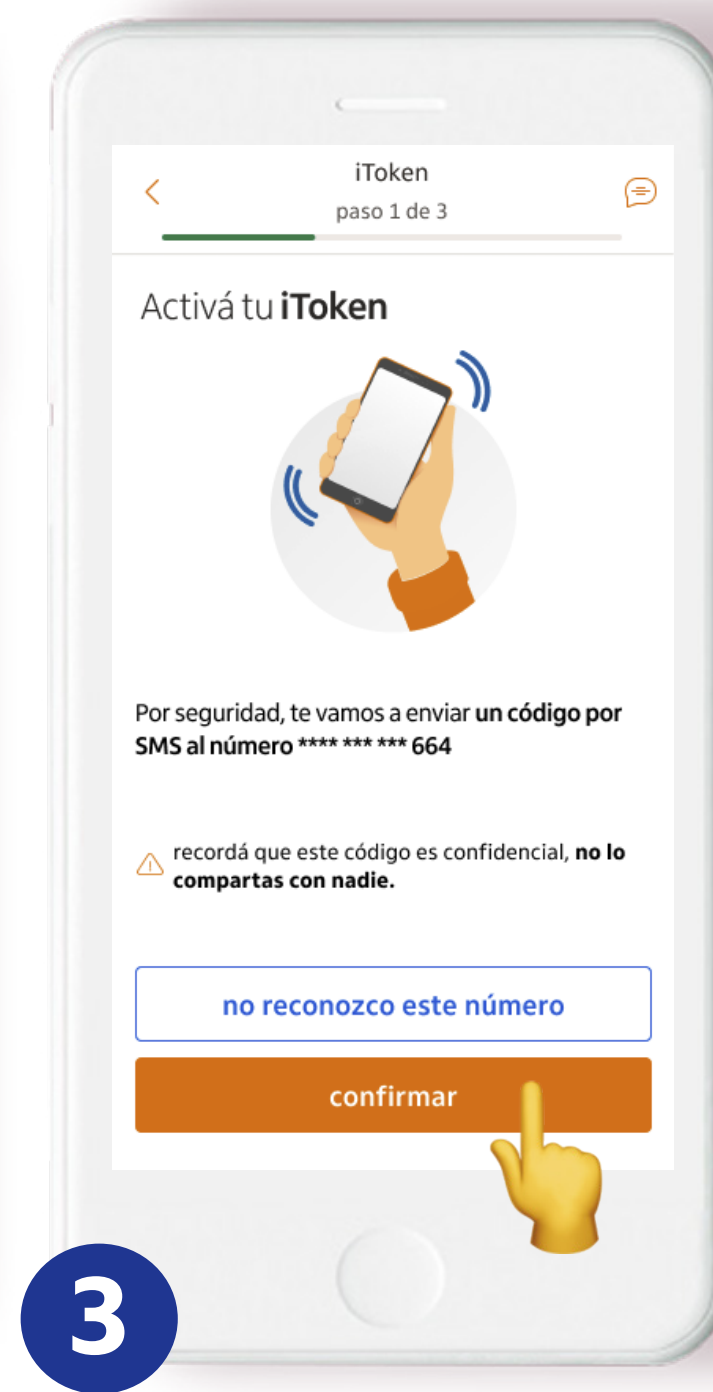 iToken
paso 1 de 3
Activá tu iToken
Por seguridad, te vamos a enviar un código por
SMS al número **** *** *** 664
recordá que este código es confidencial, no lo
compartas con nadie.
no reconozco este número
confirmar
3